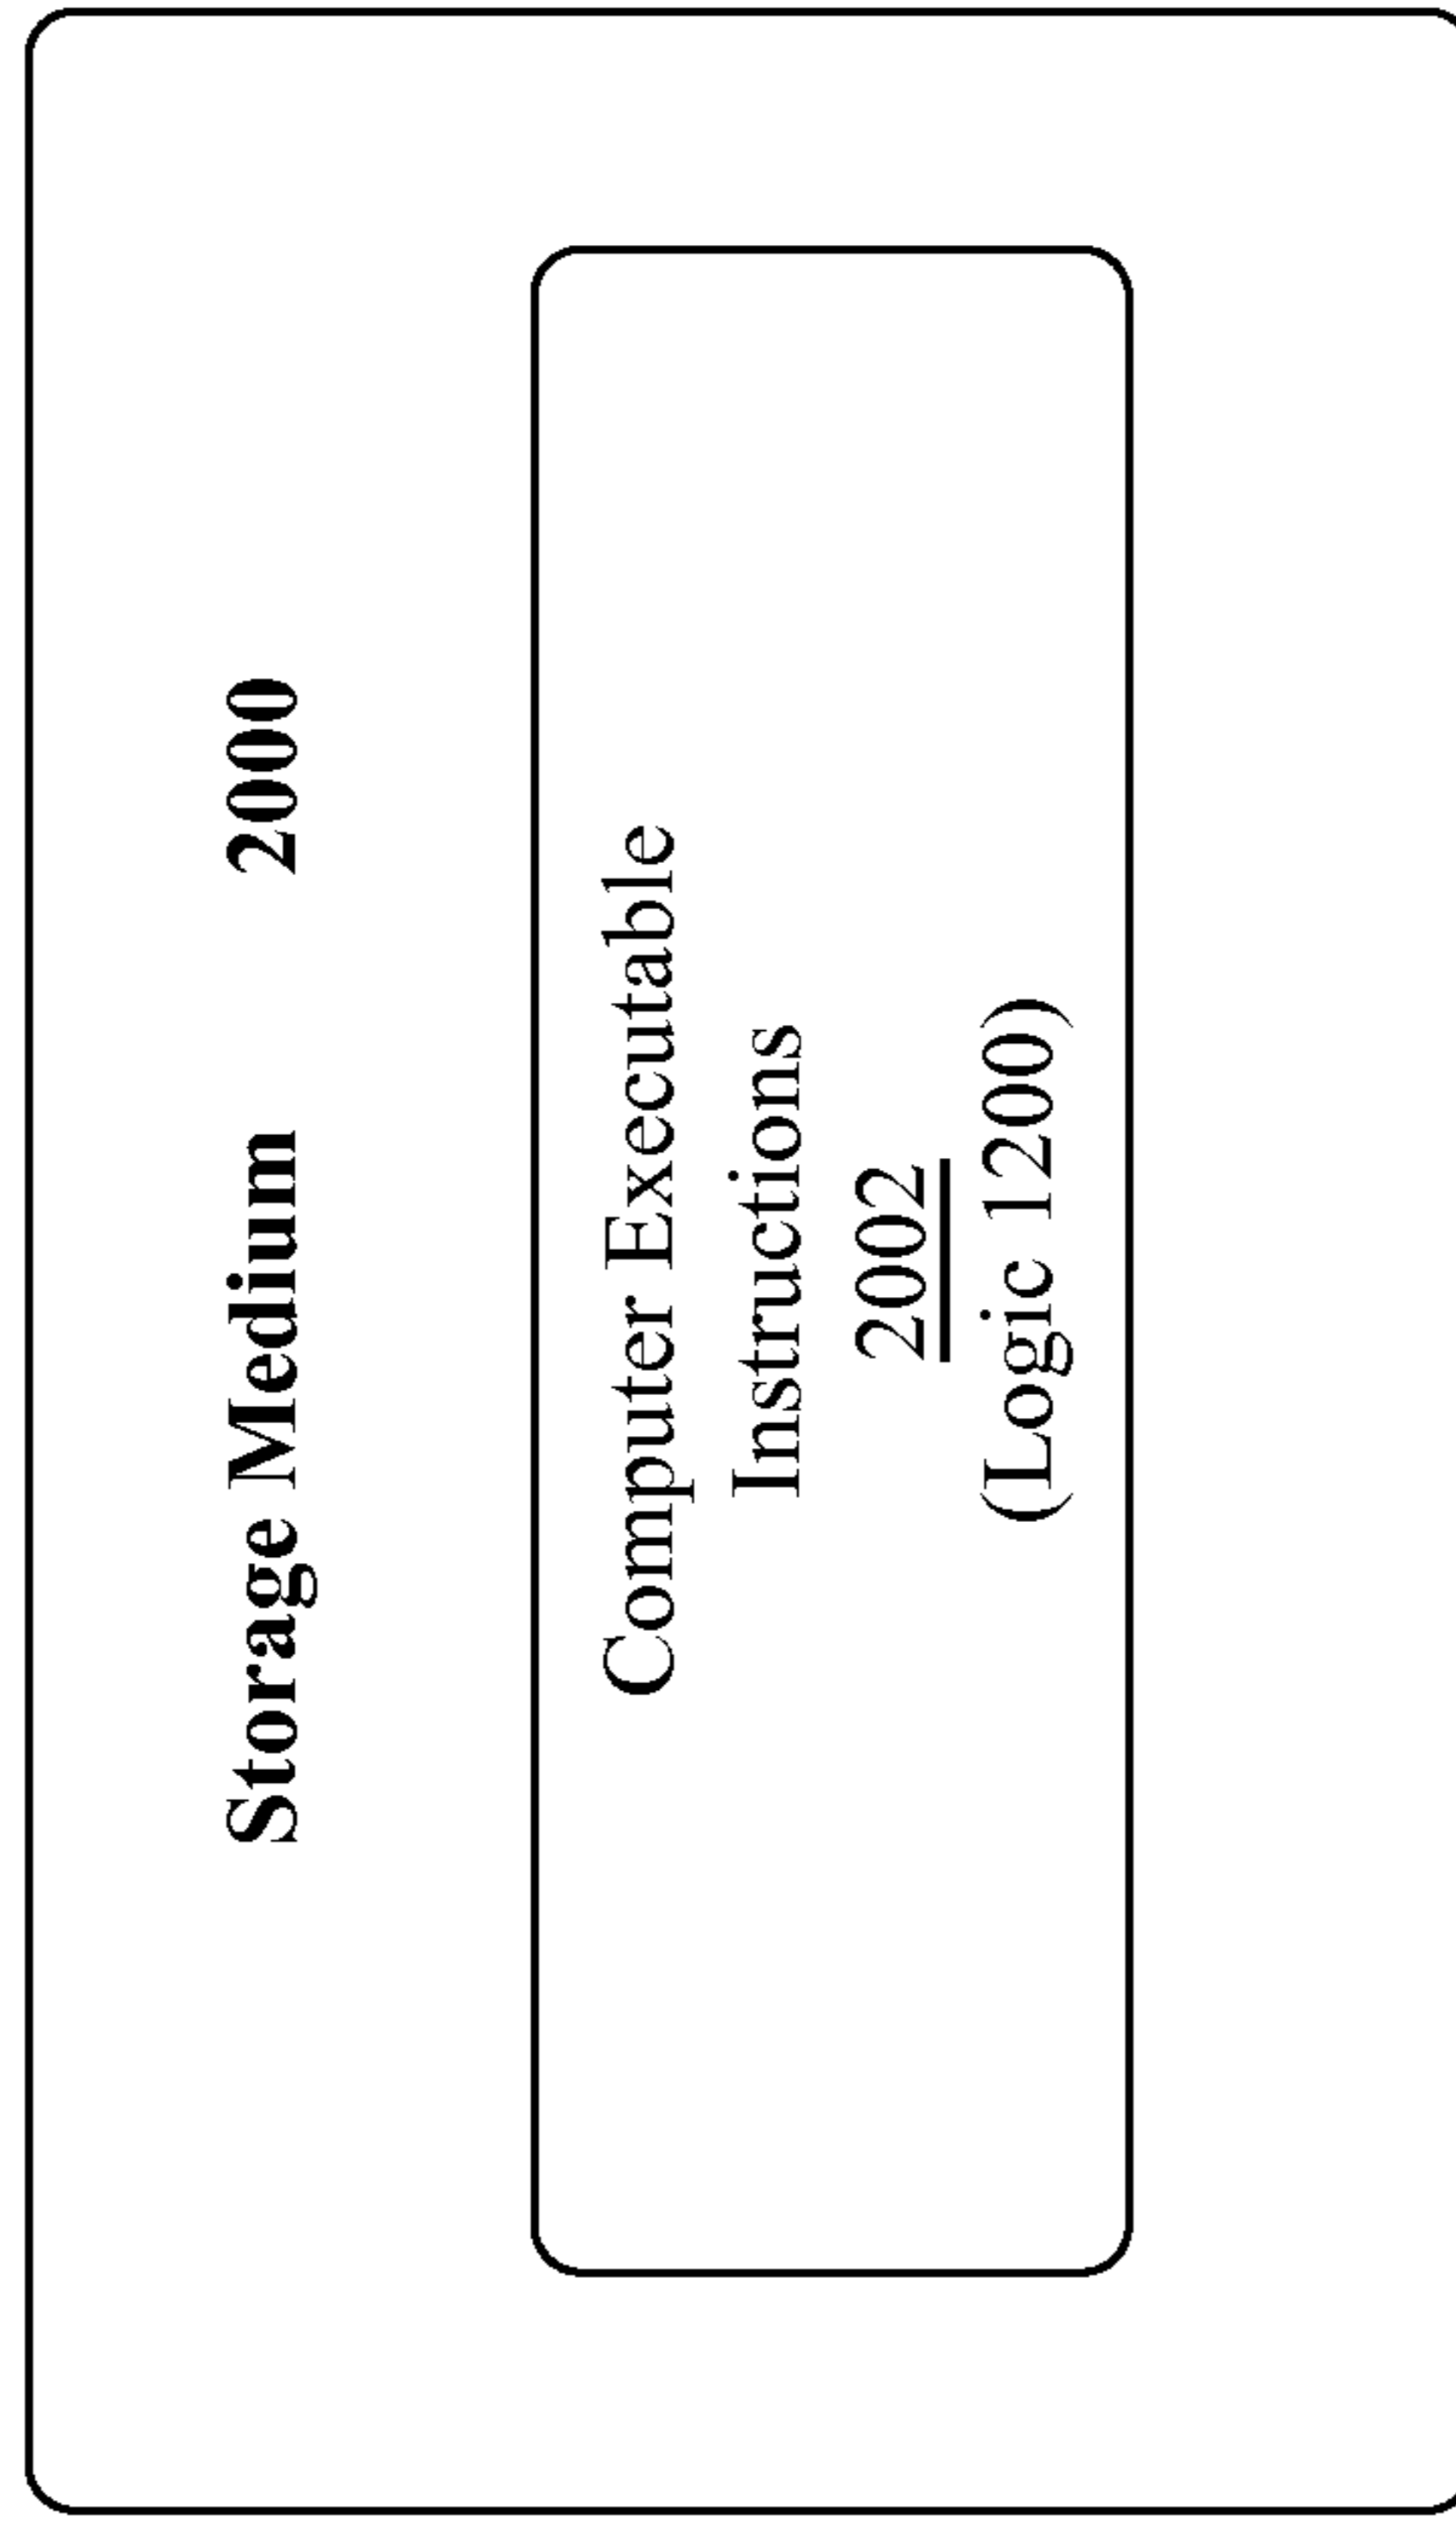 Storage Medium 2000
Computer Executable
Instructions
2002
(Logic 1200)